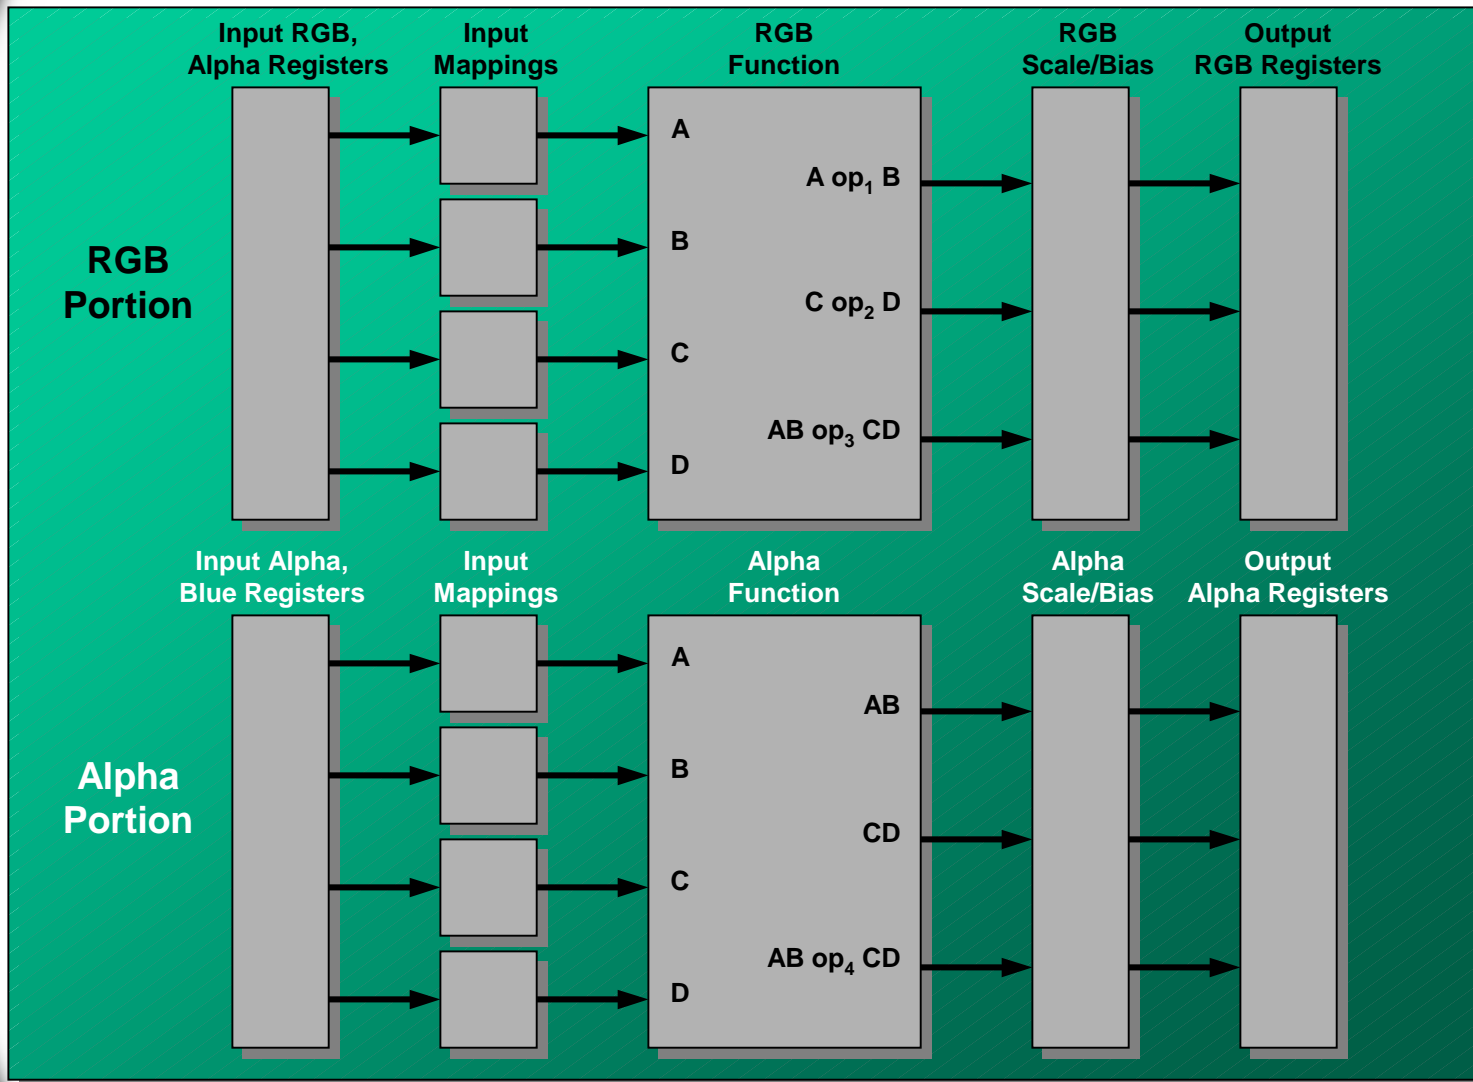 Input RGB,
Alpha Registers
Input
Mappings
RGB
Function
RGB
Scale/Bias
Output
RGB Registers
RGB
Portion
A
B
C
D
A op₁ B
C op₂ D
AB op₃ CD
Input Alpha,
Blue Registers
Input
Mappings
Alpha
Function
Alpha
Scale/Bias
Output
Alpha Registers
Alpha
Portion
A
B
C
D
AB
CD
AB op₄ CD